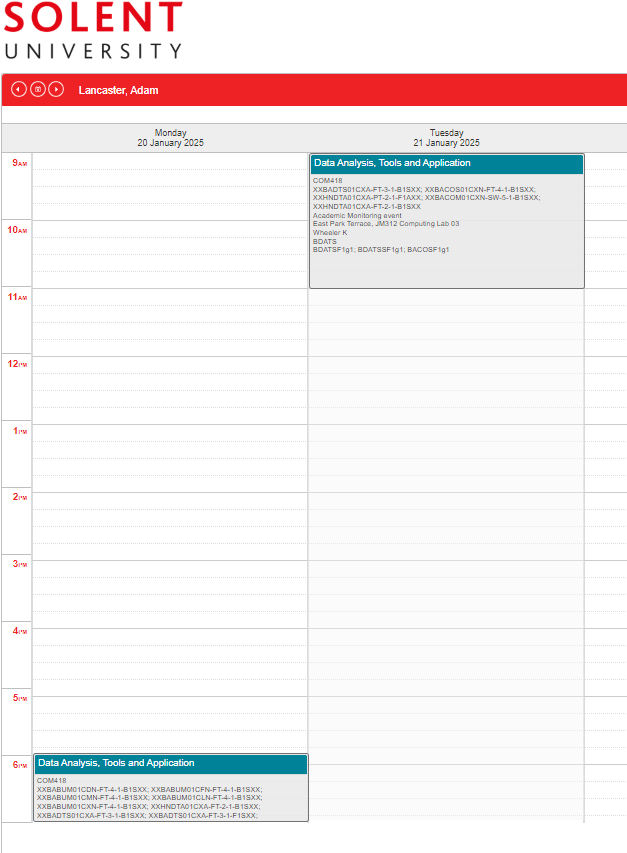 SOLENT
UNIVERSITY
Lancaster, Adam
Monday
20 January 2025
Tuesday
21 January 2025
9AM
Data Analysis, Tools and Application
COM418
XXBADTS01CXA-FT-3-1-B1SXX; XXBACOS01CXN-FT-4-1-B1SXX;
XXHNDTA01CXA-PT-2-1-F1AXX; XXBACOM01CXN-SW-5-1-B1SXX;
XXHNDTA01CXA-FT-2-1-B1SXX
Academic Monitoring event
East Park Terrace, JM312 Computing Lab 03
Wheeler K
BDATS
BDATSF1g1; BDATSSF1g1; BACOSF1g1
10AM
11AM
12PM
1PM
2PM
3PM
4PM
5PM
6PM
Data Analysis, Tools and Application
COM418
XXBABUM01CDN-FT-4-1-B1SXX; XXBABUM01CFN-FT-4-1-B1SXX;
XXBABUM01CMN-FT-4-1-B1SXX; XXBABUM01CLN-FT-4-1-B1SXX;
XXBABUM01CXN-FT-4-1-B1SXX; XXHNDTA01CXA-FT-2-1-B1SXX;
XXBADTS01CXA-FT-3-1-B1SXX; XXBADTS01CXA-FT-3-1-F1SXX;